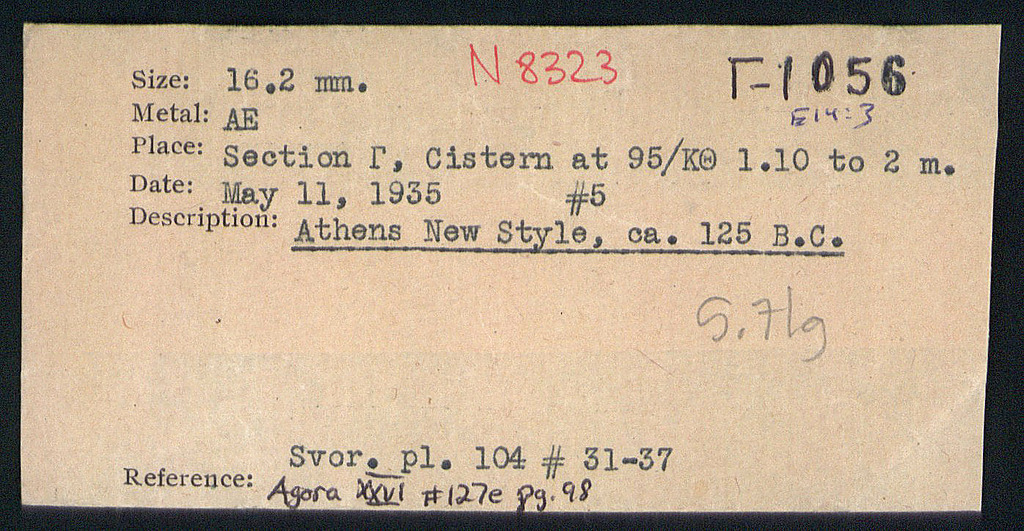 N 8323
Γ-1056
E14:3
Size: 16.2 mm.
Metal: AE
Place: Section Γ, Cistern at 95/ΚΘ 1.10 to 2 m.
Date: May 11, 1935 #5
Description: Athens New Style, ca. 125 B.C.
5.71g
Svor. pl. 104 # 31-37
Reference: Agora XXVI #127e pg. 98